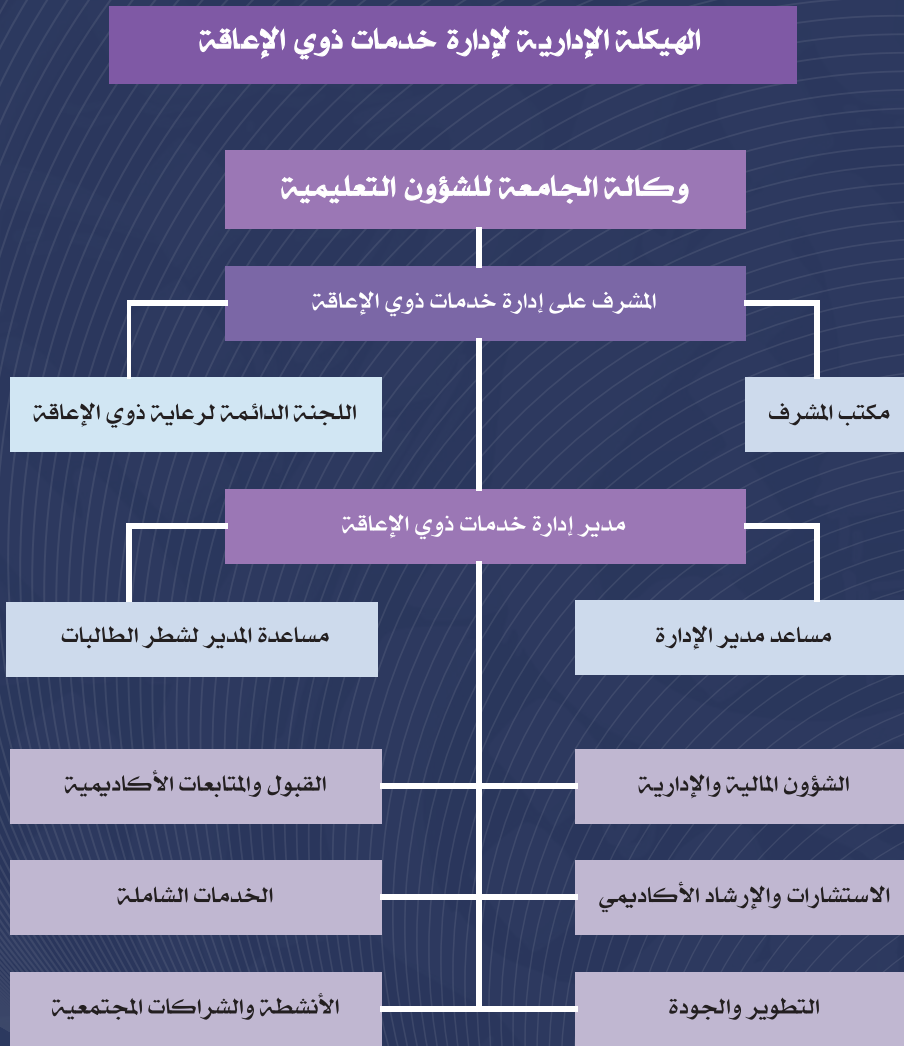 الهيكلة الإدارية لإدارة خدمات ذوي الإعاقة
وكالة الجامعة للشؤون التعليمية
المشرف على إدارة خدمات ذوي الإعاقة
مكتب المشرف
اللجنة الدائمة لرعاية ذوي الإعاقة
مدير إدارة خدمات ذوي الإعاقة
مساعد مدير الإدارة
مساعدة المدير لشطر الطالبات
الشؤون المالية والإدارية
القبول والمتابعات الأكاديمية
الاستشارات والإرشاد الأكاديمي
الخدمات الشاملة
التطوير والجودة
الأنشطة والشراكات المجتمعية